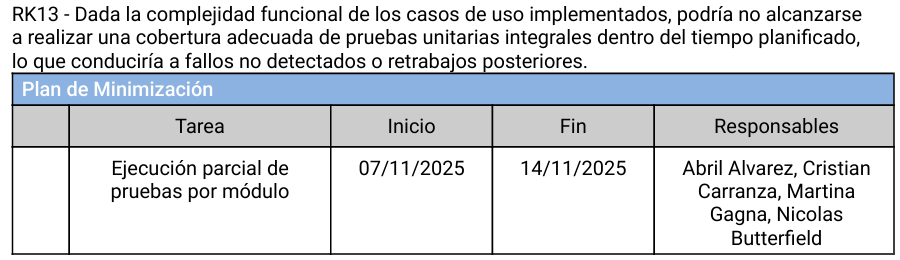 RK13 - Dada la complejidad funcional de los casos de uso implementados, podría no alcanzarse
a realizar una cobertura adecuada de pruebas unitarias integrales dentro del tiempo planificado,
lo que conduciría a fallos no detectados o retrabajos posteriores.
Plan de Minimización
Tarea Inicio Fin Responsables
Ejecución parcial de
pruebas por módulo
07/11/2025
14/11/2025
Abril Alvarez, Cristian
Carranza, Martina
Gagna, Nicolas
Butterfield